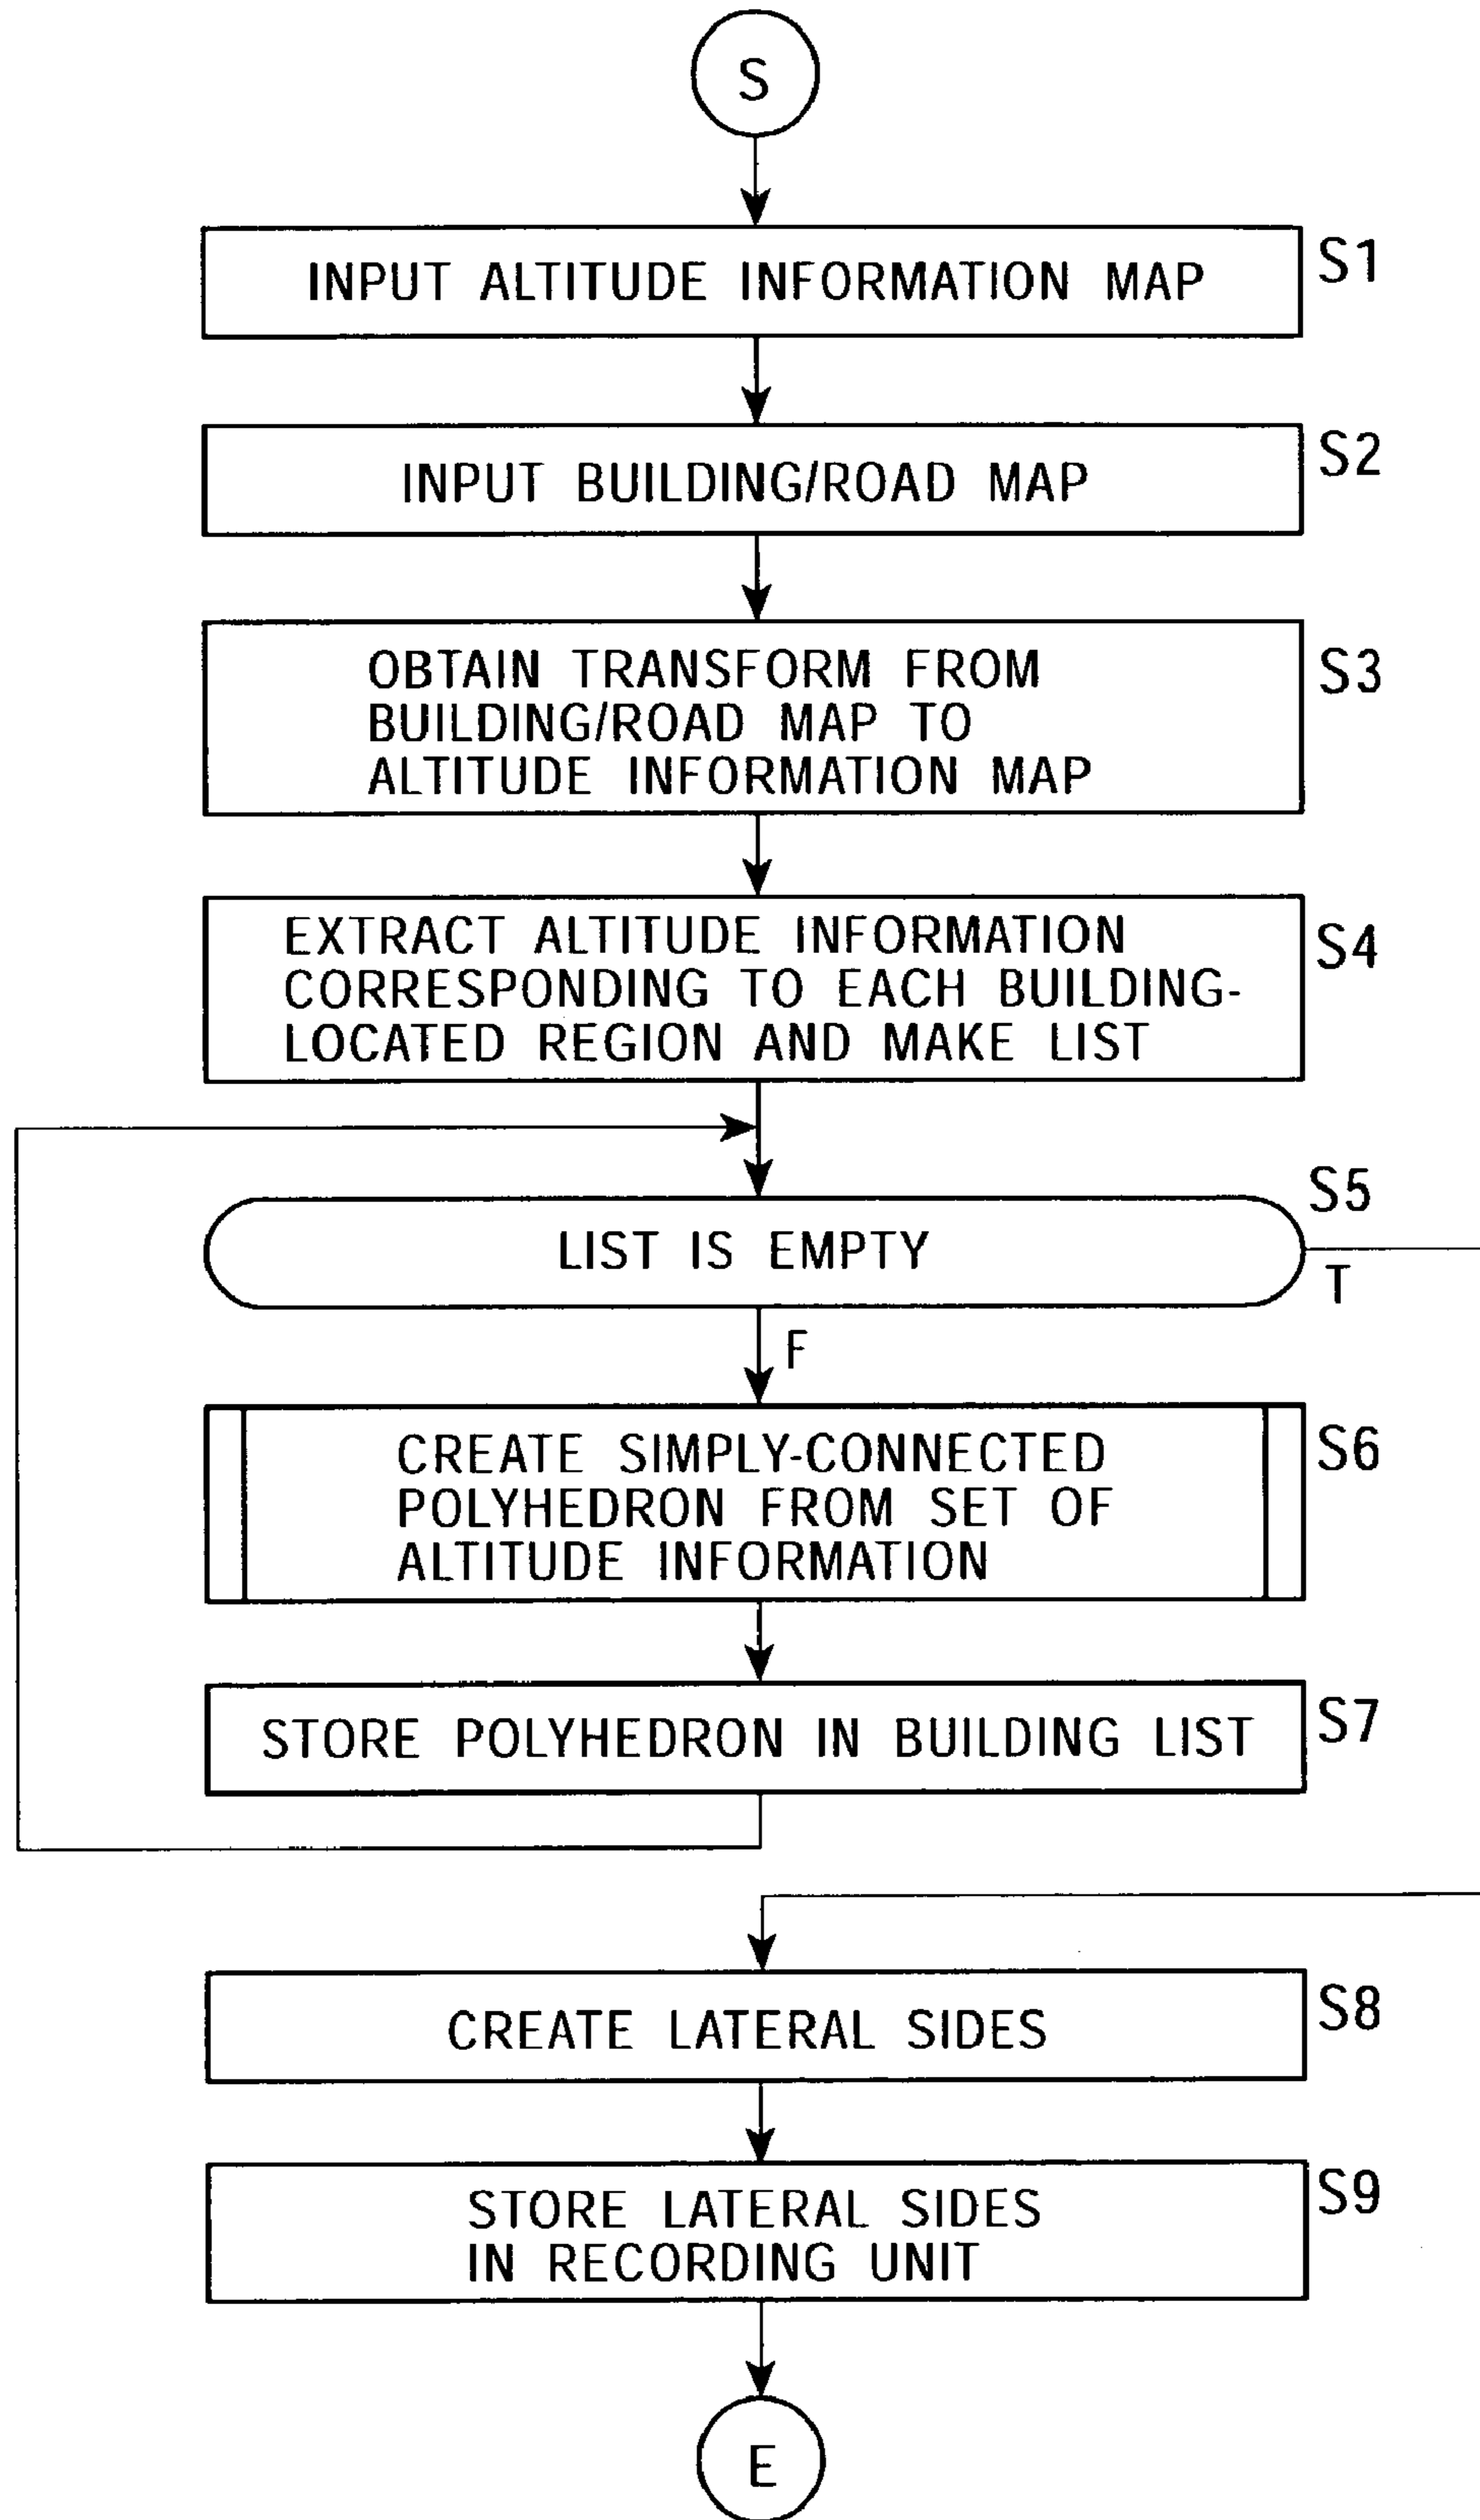 S
INPUT ALTITUDE INFORMATION MAP
S1
INPUT BUILDING/ROAD MAP
S2
OBTAIN TRANSFORM FROM
BUILDING/ROAD MAP TO
ALTITUDE INFORMATION MAP
S3
EXTRACT ALTITUDE INFORMATION
CORRESPONDING TO EACH BUILDING-
LOCATED REGION AND MAKE LIST
S4
LIST IS EMPTY
S5
T
F
CREATE SIMPLY-CONNECTED
POLYHEDRON FROM SET OF
ALTITUDE INFORMATION
S6
STORE POLYHEDRON IN BUILDING LIST
S7
CREATE LATERAL SIDES
S8
STORE LATERAL SIDES
IN RECORDING UNIT
S9
E